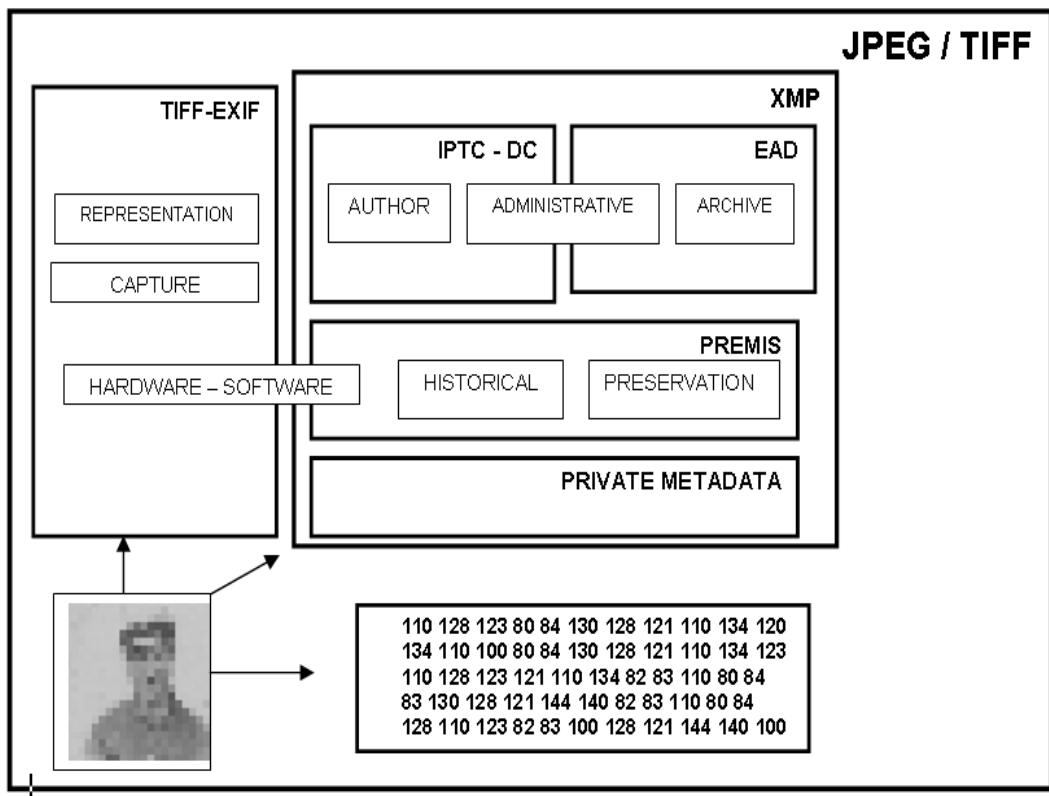 JPEG / TIFF
TIFF-EXIF
REPRESENTATION
CAPTURE
HARDWARE – SOFTWARE
XMP
IPTC - DC
AUTHOR
ADMINISTRATIVE
EAD
ARCHIVE
PREMIS
HISTORICAL
PRESERVATION
PRIVATE METADATA
110 128 123 80 84 130 128 121 110 134 120
134 110 100 80 84 130 128 121 110 134 123
110 128 123 121 110 134 82 83 110 80 84
83 130 128 121 144 140 82 83 110 80 84
128 110 123 82 83 100 128 121 144 140 100